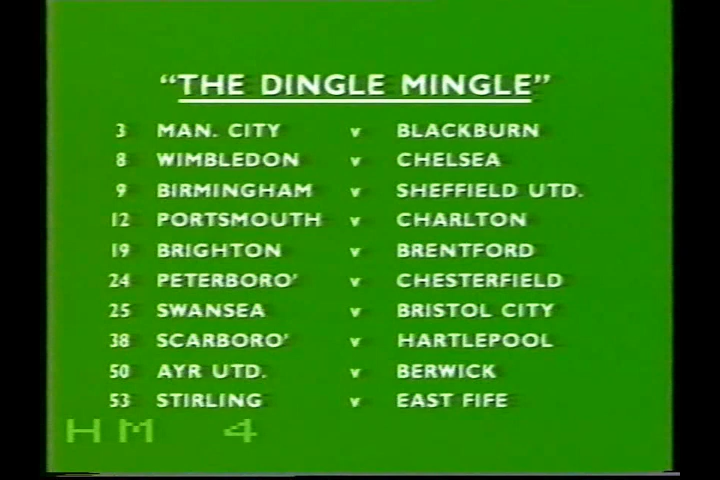 "THE DINGLE MINGLE"
3 MAN. CITY v BLACKBURN
8 WIMBLEDON v CHELSEA
9 BIRMINGHAM v SHEFFIELD UTD.
12 PORTSMOUTH v CHARLTON
19 BRIGHTON v BRENTFORD
24 PETERBORO' v CHESTERFIELD
25 SWANSEA v BRISTOL CITY
38 SCARBORO' v HARTLEPOOL
50 AYR UTD. v BERWICK
53 STIRLING v EAST FIFE
HM 4